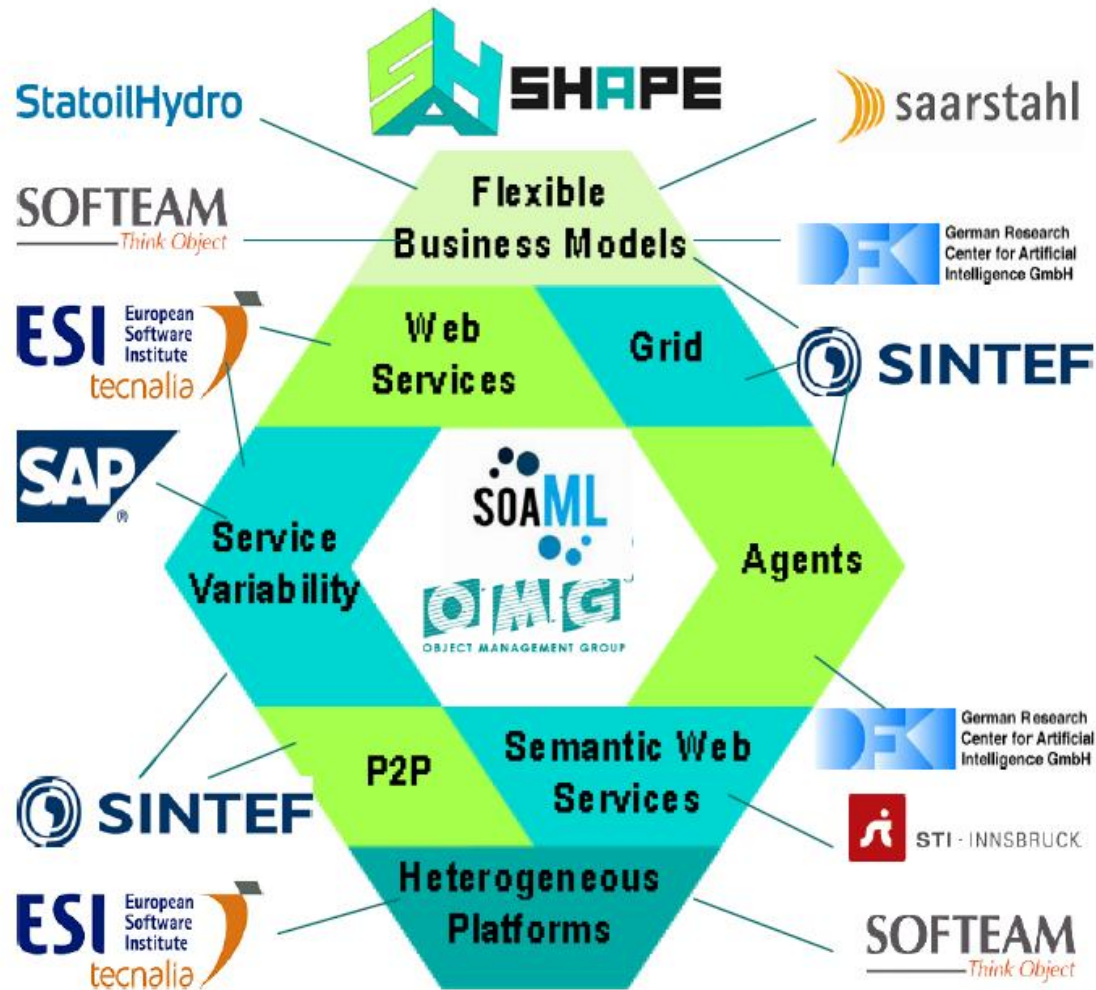 SHAPE
StatoilHydro
saarstahl
SOFTEAM
Think Object
Flexible
Business Models
DFK
German Research
Center for Artificial
Intelligence GmbH
ESI
European
Software
Institute
tecnalia
Web
Services
Grid
SINTEF
SAP
®
Service
Variability
SOAML
OMG
OBJECT MANAGEMENT GROUP
Agents
DFK
German Research
Center for Artificial
Intelligence GmbH
P2P
Semantic Web
Services
SINTEF
STI · INNSBRUCK
ESI
European
Software
Institute
tecnalia
Heterogeneous
Platforms
SOFTEAM
Think Object